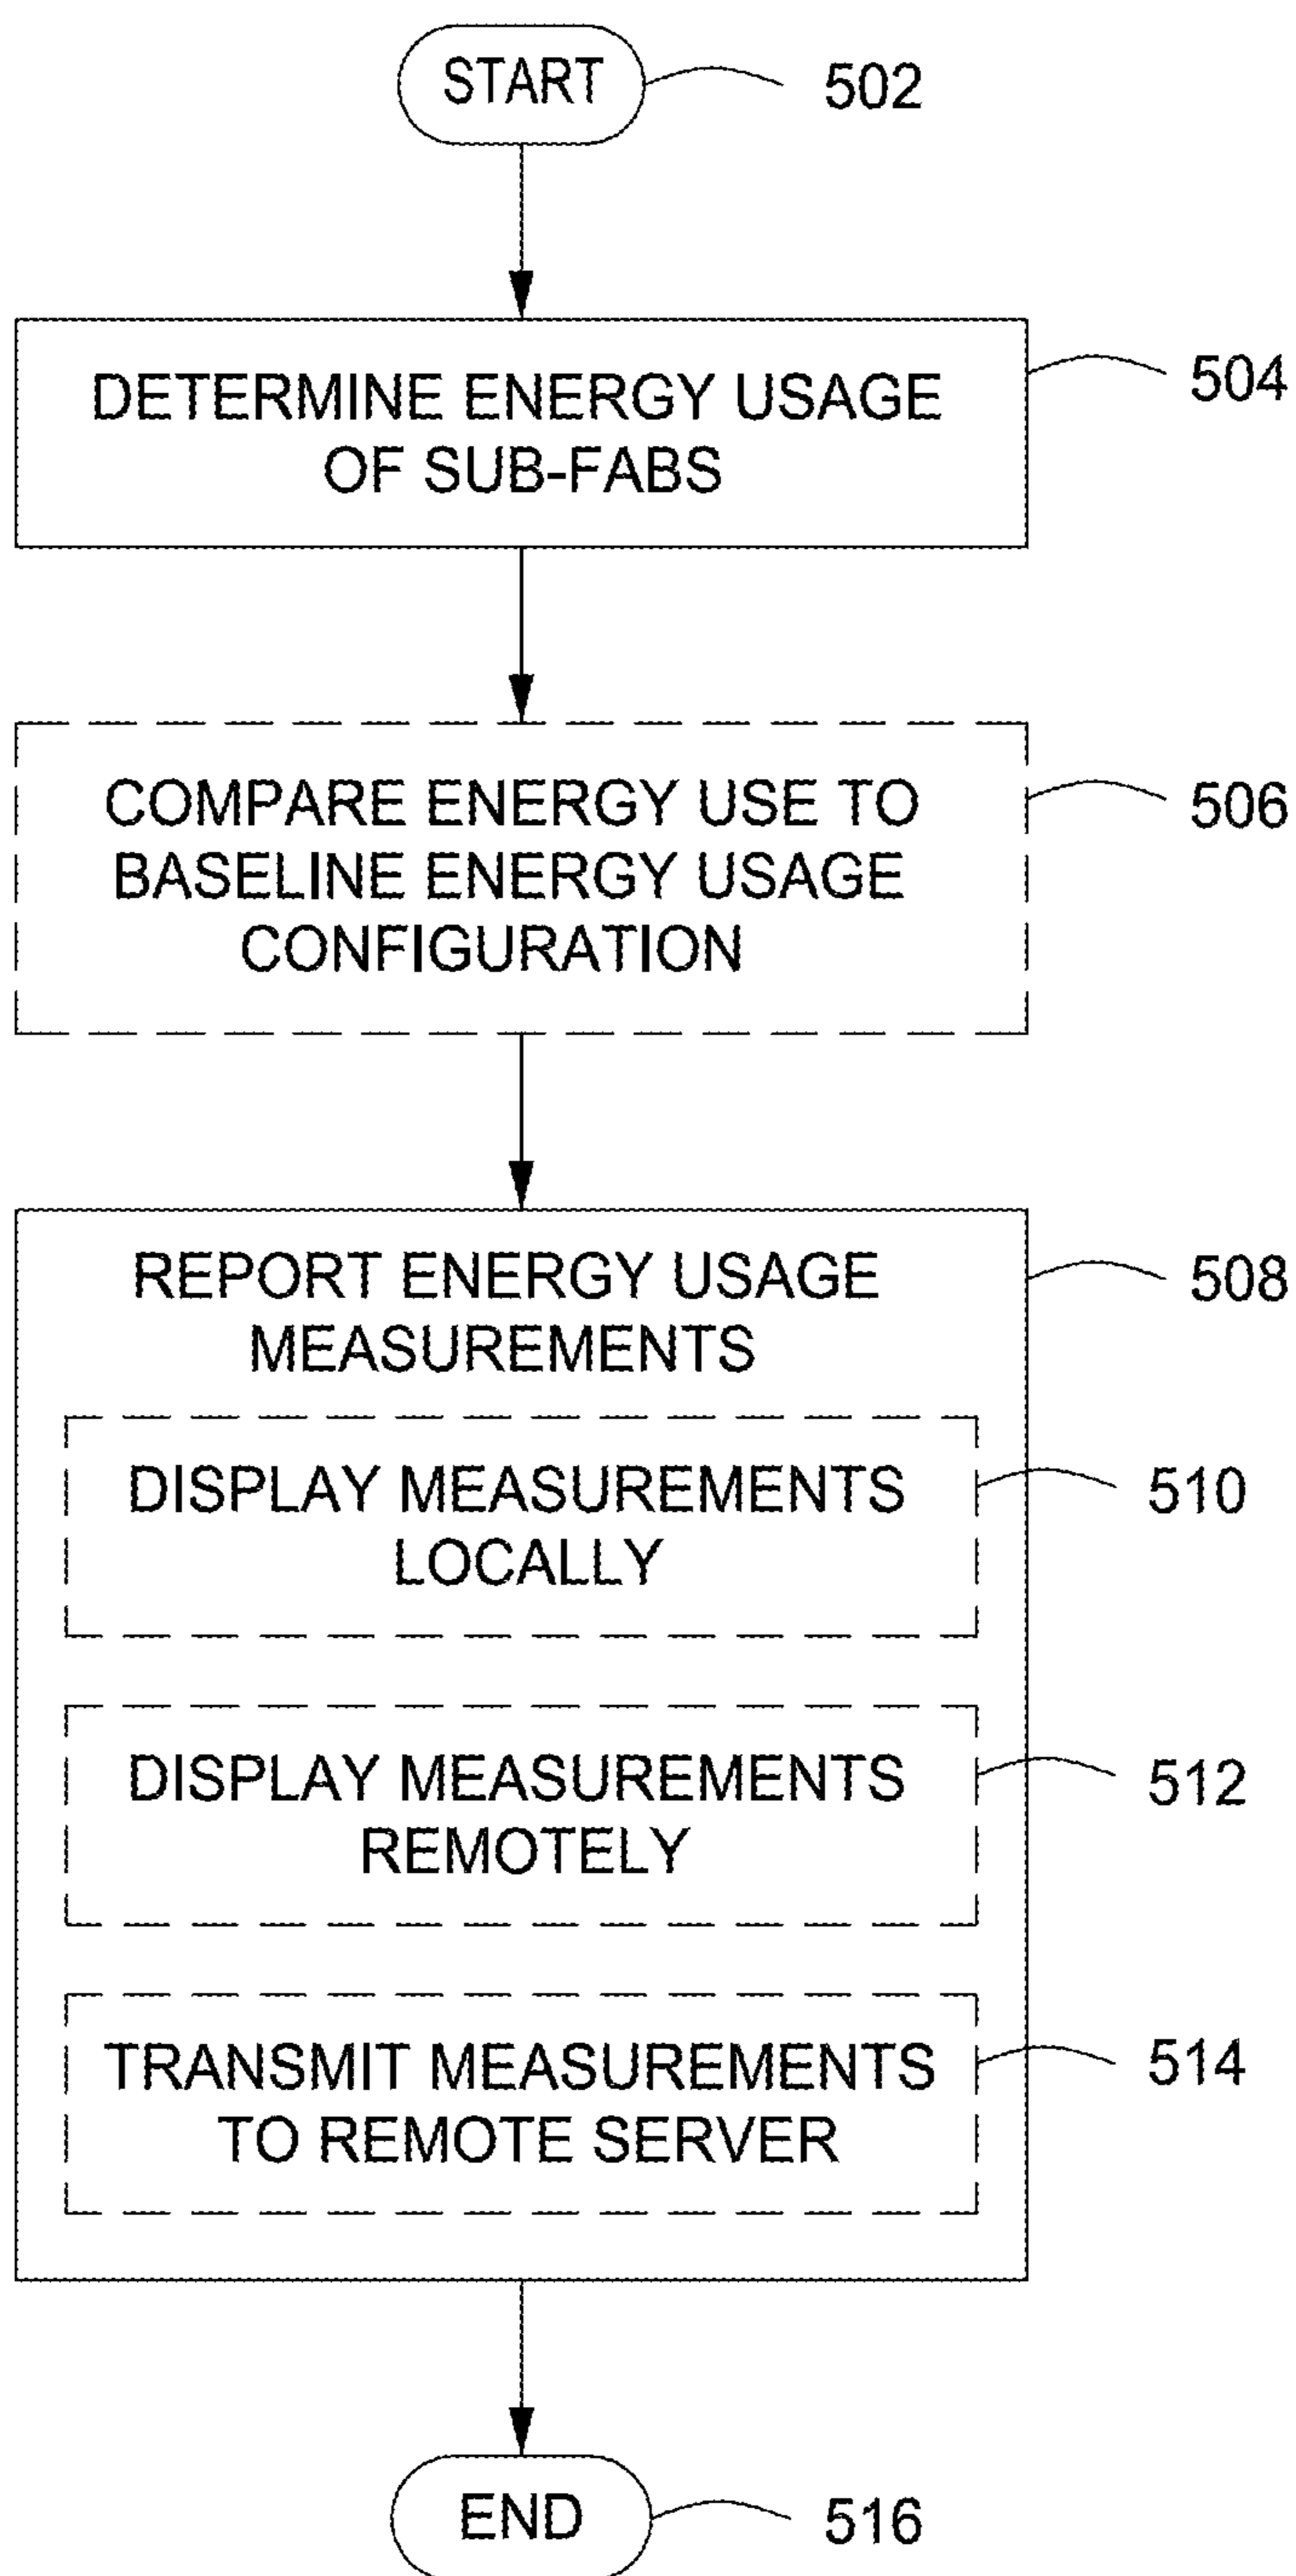 START
502
DETERMINE ENERGY USAGE
OF SUB-FABS
504
COMPARE ENERGY USE TO
BASELINE ENERGY USAGE
CONFIGURATION
506
REPORT ENERGY USAGE
MEASUREMENTS
508
DISPLAY MEASUREMENTS
LOCALLY
510
DISPLAY MEASUREMENTS
REMOTELY
512
TRANSMIT MEASUREMENTS
TO REMOTE SERVER
514
END
516